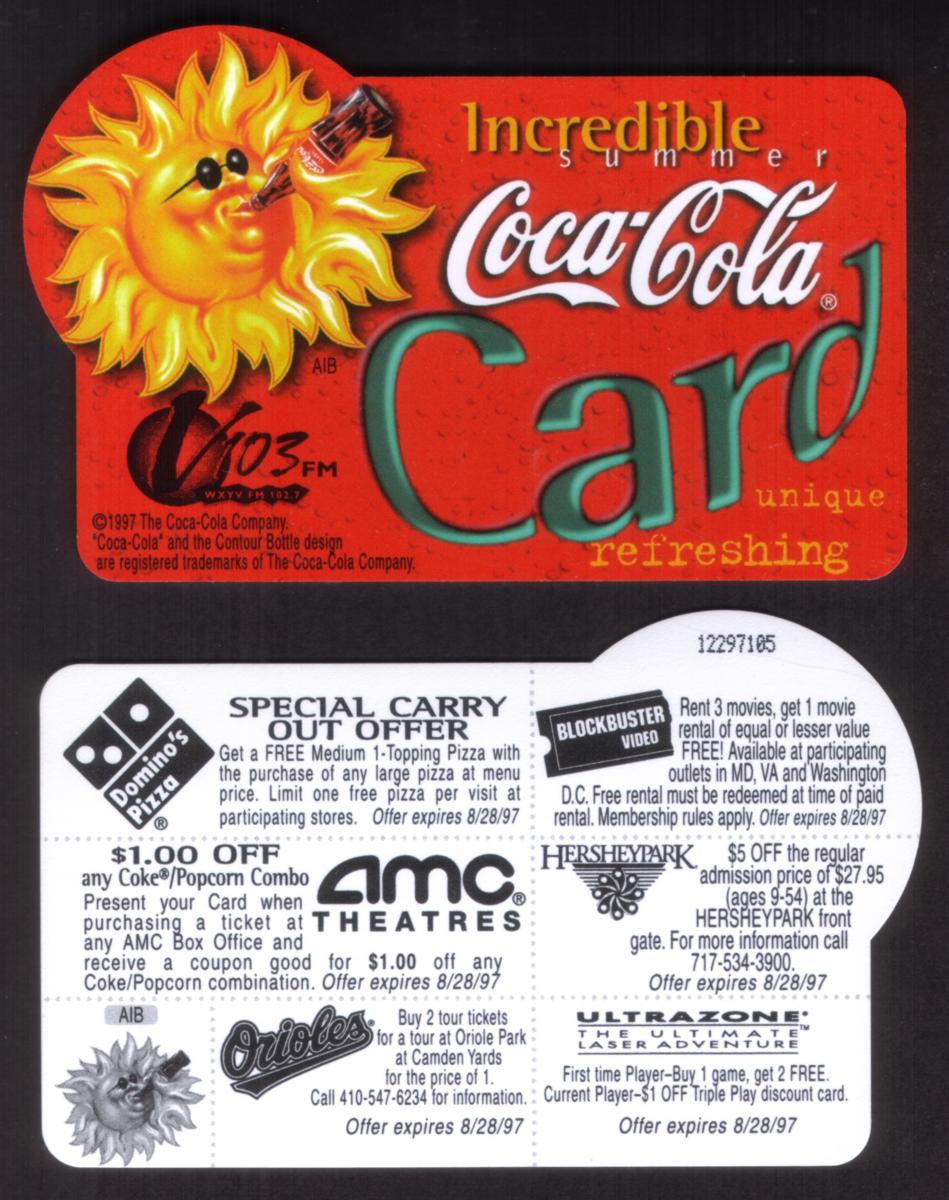 Incredible
summer
Coca-Cola®
Card
AIB
V103 FM
WXYV FM 102.7
unique
refreshing
©1997 The Coca-Cola Company.
"Coca-Cola" and the Contour Bottle design
are registered trademarks of The Coca-Cola Company.
12297105
Domino's
Pizza
®
SPECIAL CARRY
OUT OFFER
Get a FREE Medium 1-Topping Pizza with
the purchase of any large pizza at menu
price. Limit one free pizza per visit at
participating stores. Offer expires 8/28/97
BLOCKBUSTER
VIDEO
Rent 3 movies, get 1 movie
rental of equal or lesser value
FREE! Available at participating
outlets in MD, VA and Washington
D.C. Free rental must be redeemed at time of paid
rental. Membership rules apply. Offer expires 8/28/97
$1.00 OFF
any Coke®/Popcorn Combo
Present your Card when
purchasing a ticket at
any AMC Box Office and
receive a coupon good for $1.00 off any
Coke/Popcorn combination. Offer expires 8/28/97
amc®
THEATRES
HERSHEYPARK
$5 OFF the regular
admission price of $27.95
(ages 9-54) at the
HERSHEYPARK front
gate. For more information call
717-534-3900.
Offer expires 8/28/97
AIB
Orioles®
Buy 2 tour tickets
for a tour at Oriole Park
at Camden Yards
for the price of 1.
Call 410-547-6234 for information.
Offer expires 8/28/97
ULTRAZONE®
THE ULTIMATE™
LASER ADVENTURE
First time Player–Buy 1 game, get 2 FREE.
Current Player–$1 OFF Triple Play discount card.
Offer expires 8/28/97